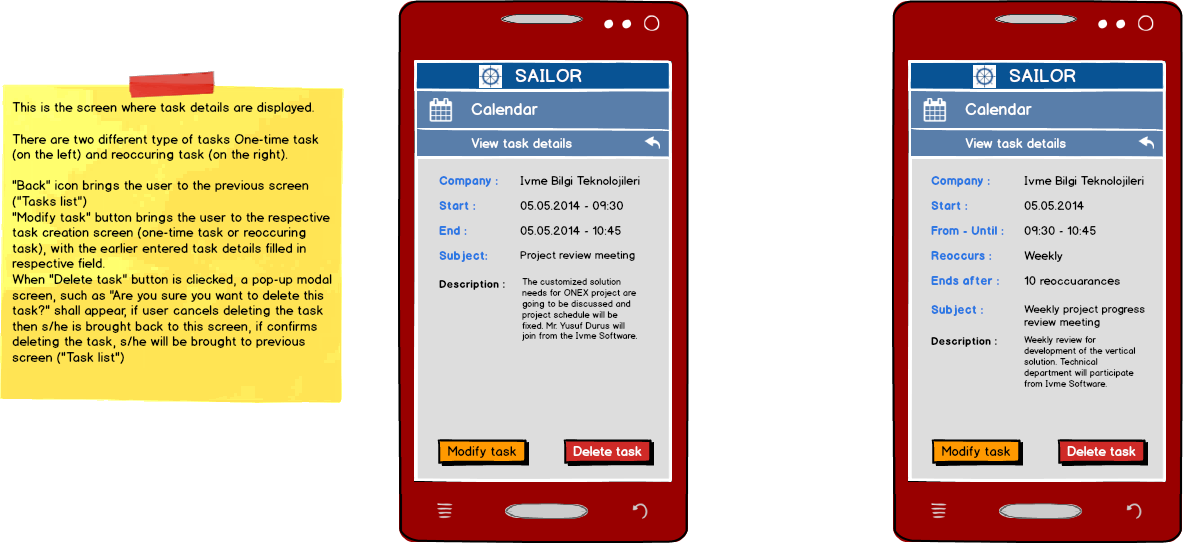 This is the screen where task details are displayed.
There are two different type of tasks One-time task
(on the left) and reoccuring task (on the right).
"Back" icon brings the user to the previous screen
("Tasks list")
"Modify task" button brings the user to the respective
task creation screen (one-time task or reoccuring
task), with the earlier entered task details filled in
respective field.
When "Delete task" button is cliecked, a pop-up modal
screen, such as "Are you sure you want to delete this
task?" shall appear, if user cancels deleting the task
then s/he is brought back to this screen, if confirms
deleting the task, s/he will be brought to previous
screen ("Task list")
SAILOR
Calendar
View task details
Company : Ivme Bilgi Teknolojileri
Start : 05.05.2014 - 09:30
End : 05.05.2014 - 10:45
Subject: Project review meeting
Description : The customized solution
needs for ONEX project are
going to be discussed and
project schedule will be
fixed. Mr. Yusuf Durus will
join from the Ivme Software.
Modify task Delete task
SAILOR
Calendar
View task details
Company : Ivme Bilgi Teknolojileri
Start : 05.05.2014
From - Until : 09:30 - 10:45
Reoccurs : Weekly
Ends after : 10 reoccuarances
Subject : Weekly project progress
review meeting
Description : Weekly review for
development of the vertical
solution. Technical
department will participate
from Ivme Software.
Modify task Delete task